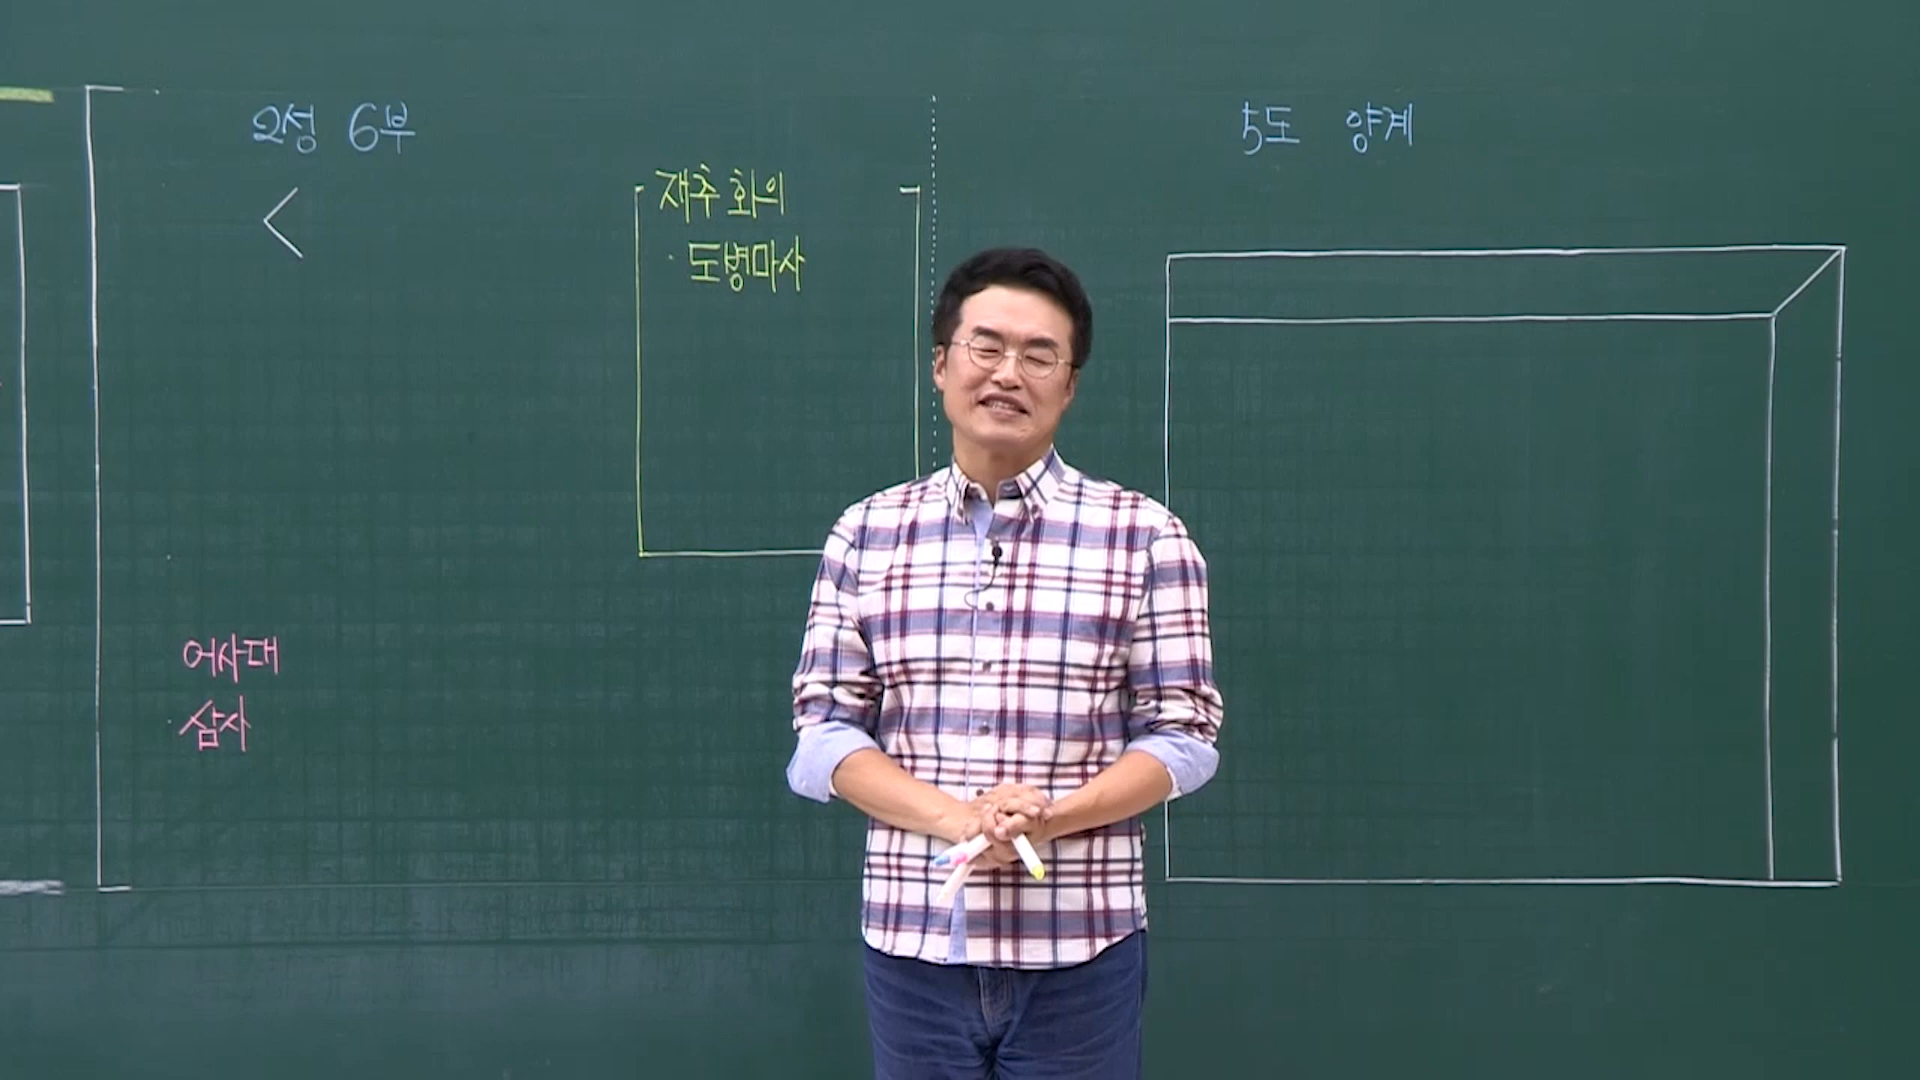 2성 6부
재추 회의
· 도병마사
어사대
삼사
5도 양계